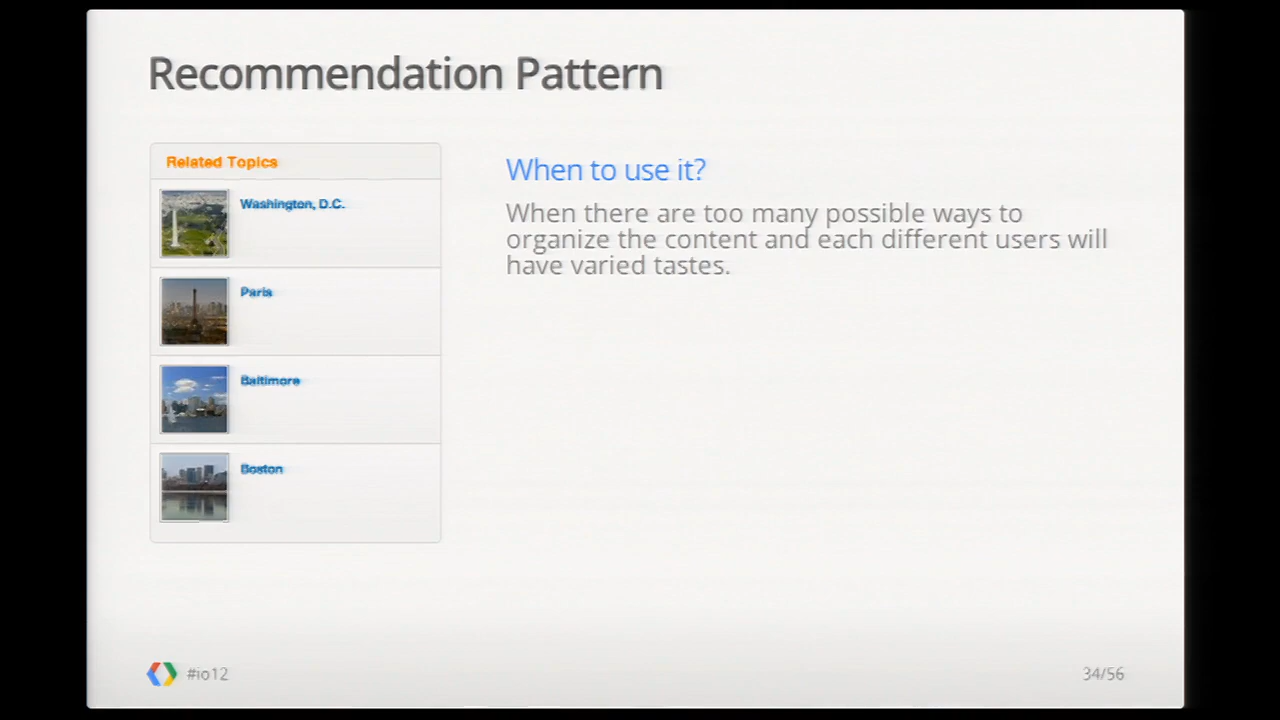 Recommendation Pattern
Related Topics
Washington, D.C.
Paris
Baltimore
Boston
When to use it?
When there are too many possible ways to
organize the content and each different users will
have varied tastes.
#io12
34/56